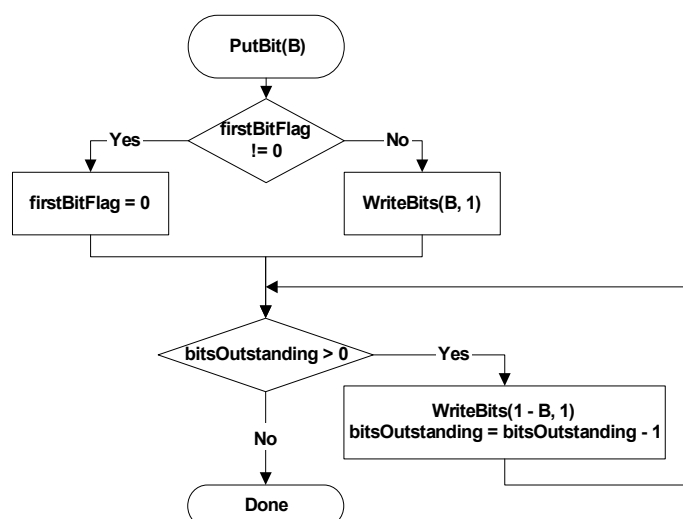 PutBit(B)
firstBitFlag
!= 0
Yes
No
firstBitFlag = 0
WriteBits(B, 1)
bitsOutstanding > 0
Yes
WriteBits(1 - B, 1)
bitsOutstanding = bitsOutstanding - 1
No
Done